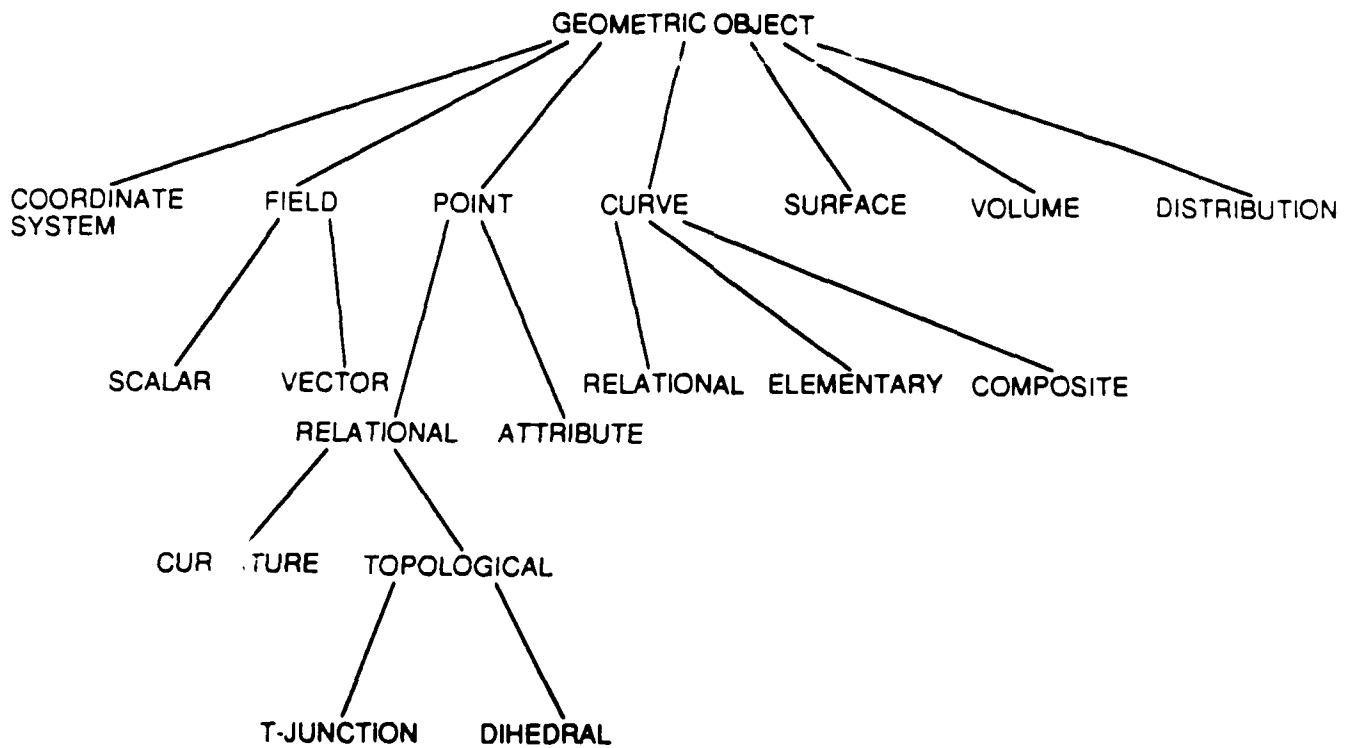 GEOMETRIC OBJECT
COORDINATE SYSTEM
FIELD
POINT
CURVE
SURFACE
VOLUME
DISTRIBUTION
SCALAR
VECTOR
RELATIONAL
ELEMENTARY
COMPOSITE
RELATIONAL
ATTRIBUTE
TOPOLOGICAL
T-JUNCTION
DIHEDRAL